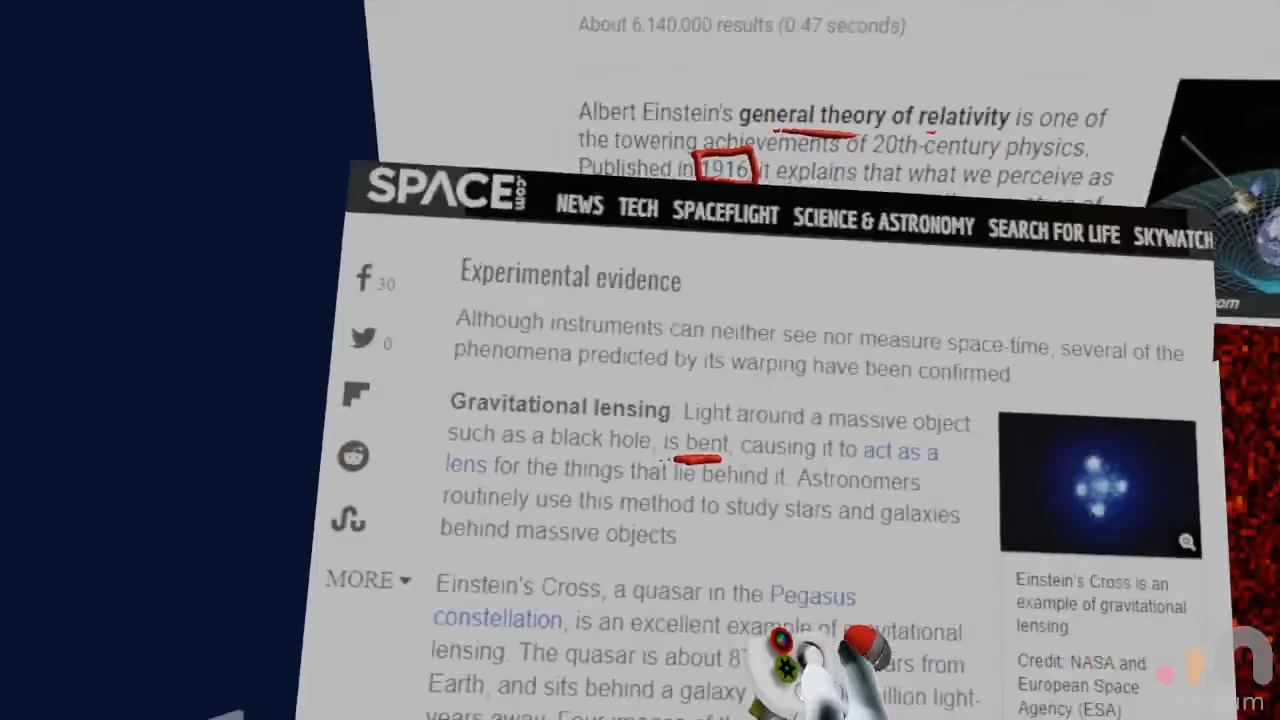 About 6.140.000 results (0.47 seconds)
Albert Einstein's general theory of relativity is one of
the towering achievements of 20th-century physics.
Published in 1916 it explains that what we perceive as
SPACE.com
NEWS TECH SPACEFLIGHT SCIENCE & ASTRONOMY SEARCH FOR LIFE SKYWATCH
30
0
MORE
Experimental evidence
Although instruments can neither see nor measure space-time, several of the
phenomena predicted by its warping have been confirmed
Gravitational lensing: Light around a massive object
such as a black hole, is bent, causing it to act as a
lens for the things that lie behind it. Astronomers
routinely use this method to study stars and galaxies
behind massive objects
Einstein's Cross, a quasar in the Pegasus
constellation, is an excellent example of gravitational
lensing. The quasar is about from
Earth, and sits behind a galaxy light-
years away. Four images of
Einstein's Cross is an
example of gravitational
lensing
Credit: NASA and
European Space
Agency (ESA)